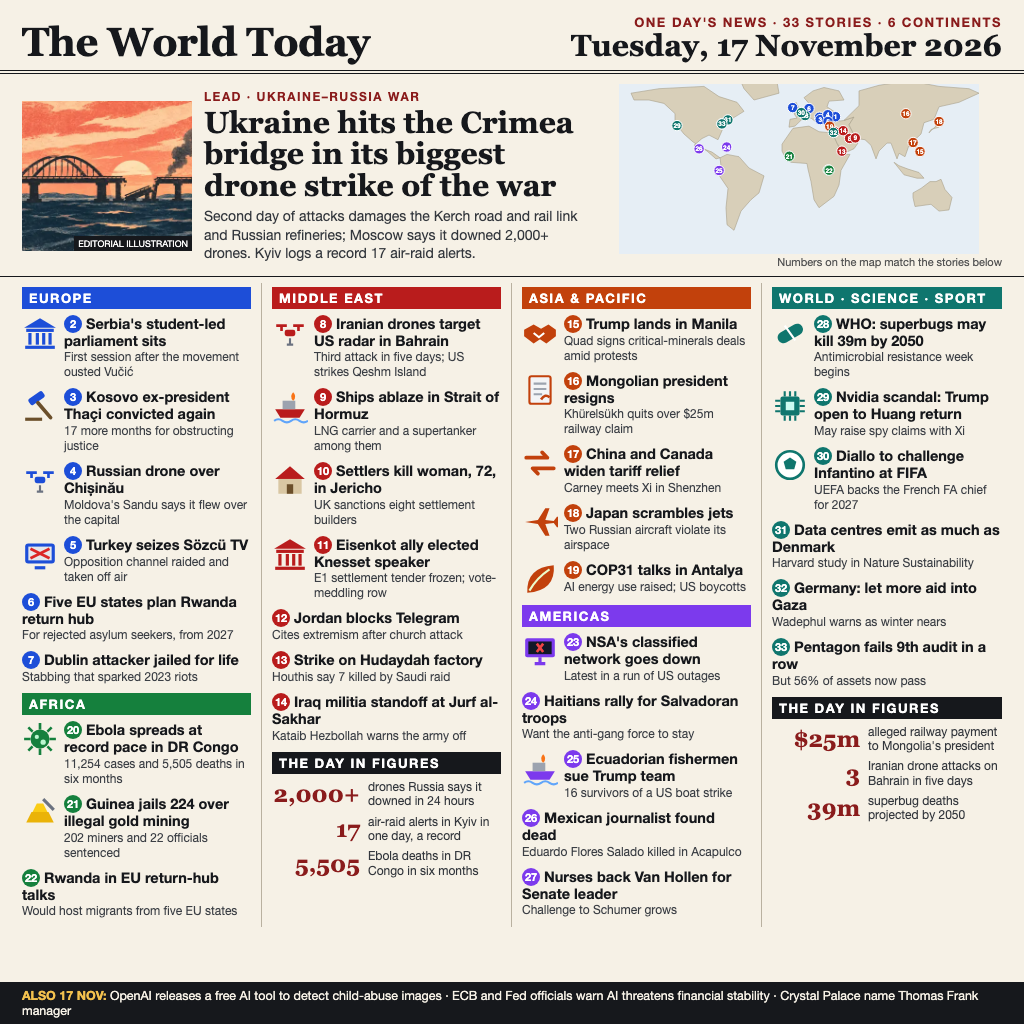 The World Today
ONE DAY'S NEWS · 33 STORIES · 6 CONTINENTS
Tuesday, 17 November 2026
EDITORIAL ILLUSTRATION
LEAD · UKRAINE–RUSSIA WAR
Ukraine hits the Crimea
bridge in its biggest
drone strike of the war
Second day of attacks damages the Kerch road and rail link
and Russian refineries; Moscow says it downed 2,000+
drones. Kyiv logs a record 17 air-raid alerts.
Numbers on the map match the stories below
EUROPE
2 Serbia's student-led
parliament sits
First session after the movement
ousted Vučić
3 Kosovo ex-president
Thaçi convicted again
17 more months for obstructing
justice
4 Russian drone over
Chișinău
Moldova's Sandu says it flew over
the capital
5 Turkey seizes Sözcü TV
Opposition channel raided and
taken off air
6 Five EU states plan Rwanda
return hub
For rejected asylum seekers, from 2027
7 Dublin attacker jailed for life
Stabbing that sparked 2023 riots
AFRICA
20 Ebola spreads at
record pace in DR Congo
11,254 cases and 5,505 deaths in
six months
21 Guinea jails 224 over
illegal gold mining
202 miners and 22 officials
sentenced
22 Rwanda in EU return-hub
talks
Would host migrants from five EU states
MIDDLE EAST
8 Iranian drones target
US radar in Bahrain
Third attack in five days; US
strikes Qeshm Island
9 Ships ablaze in Strait of
Hormuz
LNG carrier and a supertanker
among them
10 Settlers kill woman, 72,
in Jericho
UK sanctions eight settlement
builders
11 Eisenkot ally elected
Knesset speaker
E1 settlement tender frozen; vote-
meddling row
12 Jordan blocks Telegram
Cites extremism after church attack
13 Strike on Hudaydah factory
Houthis say 7 killed by Saudi raid
14 Iraq militia standoff at Jurf al-
Sakhar
Kataib Hezbollah warns the army off
THE DAY IN FIGURES
2,000+ drones Russia says it
downed in 24 hours
17 air-raid alerts in Kyiv in
one day, a record
5,505 Ebola deaths in DR
Congo in six months
ASIA & PACIFIC
15 Trump lands in Manila
Quad signs critical-minerals deals
amid protests
16 Mongolian president
resigns
Khürelsükh quits over $25m
railway claim
17 China and Canada
widen tariff relief
Carney meets Xi in Shenzhen
18 Japan scrambles jets
Two Russian aircraft violate its
airspace
19 COP31 talks in Antalya
AI energy use raised; US boycotts
AMERICAS
23 NSA's classified
network goes down
Latest in a run of US outages
24 Haitians rally for Salvadoran
troops
Want the anti-gang force to stay
25 Ecuadorian fishermen
sue Trump team
16 survivors of a US boat strike
26 Mexican journalist found
dead
Eduardo Flores Salado killed in Acapulco
27 Nurses back Van Hollen for
Senate leader
Challenge to Schumer grows
WORLD · SCIENCE · SPORT
28 WHO: superbugs may
kill 39m by 2050
Antimicrobial resistance week
begins
29 Nvidia scandal: Trump
open to Huang return
May raise spy claims with Xi
30 Diallo to challenge
Infantino at FIFA
UEFA backs the French FA chief
for 2027
31 Data centres emit as much as
Denmark
Harvard study in Nature Sustainability
32 Germany: let more aid into
Gaza
Wadephul warns as winter nears
33 Pentagon fails 9th audit in a
row
But 56% of assets now pass
THE DAY IN FIGURES
$25m alleged railway payment
to Mongolia's president
3 Iranian drone attacks on
Bahrain in five days
39m superbug deaths
projected by 2050
ALSO 17 NOV: OpenAI releases a free AI tool to detect child-abuse images · ECB and Fed officials warn AI threatens financial stability · Crystal Palace name Thomas Frank
manager